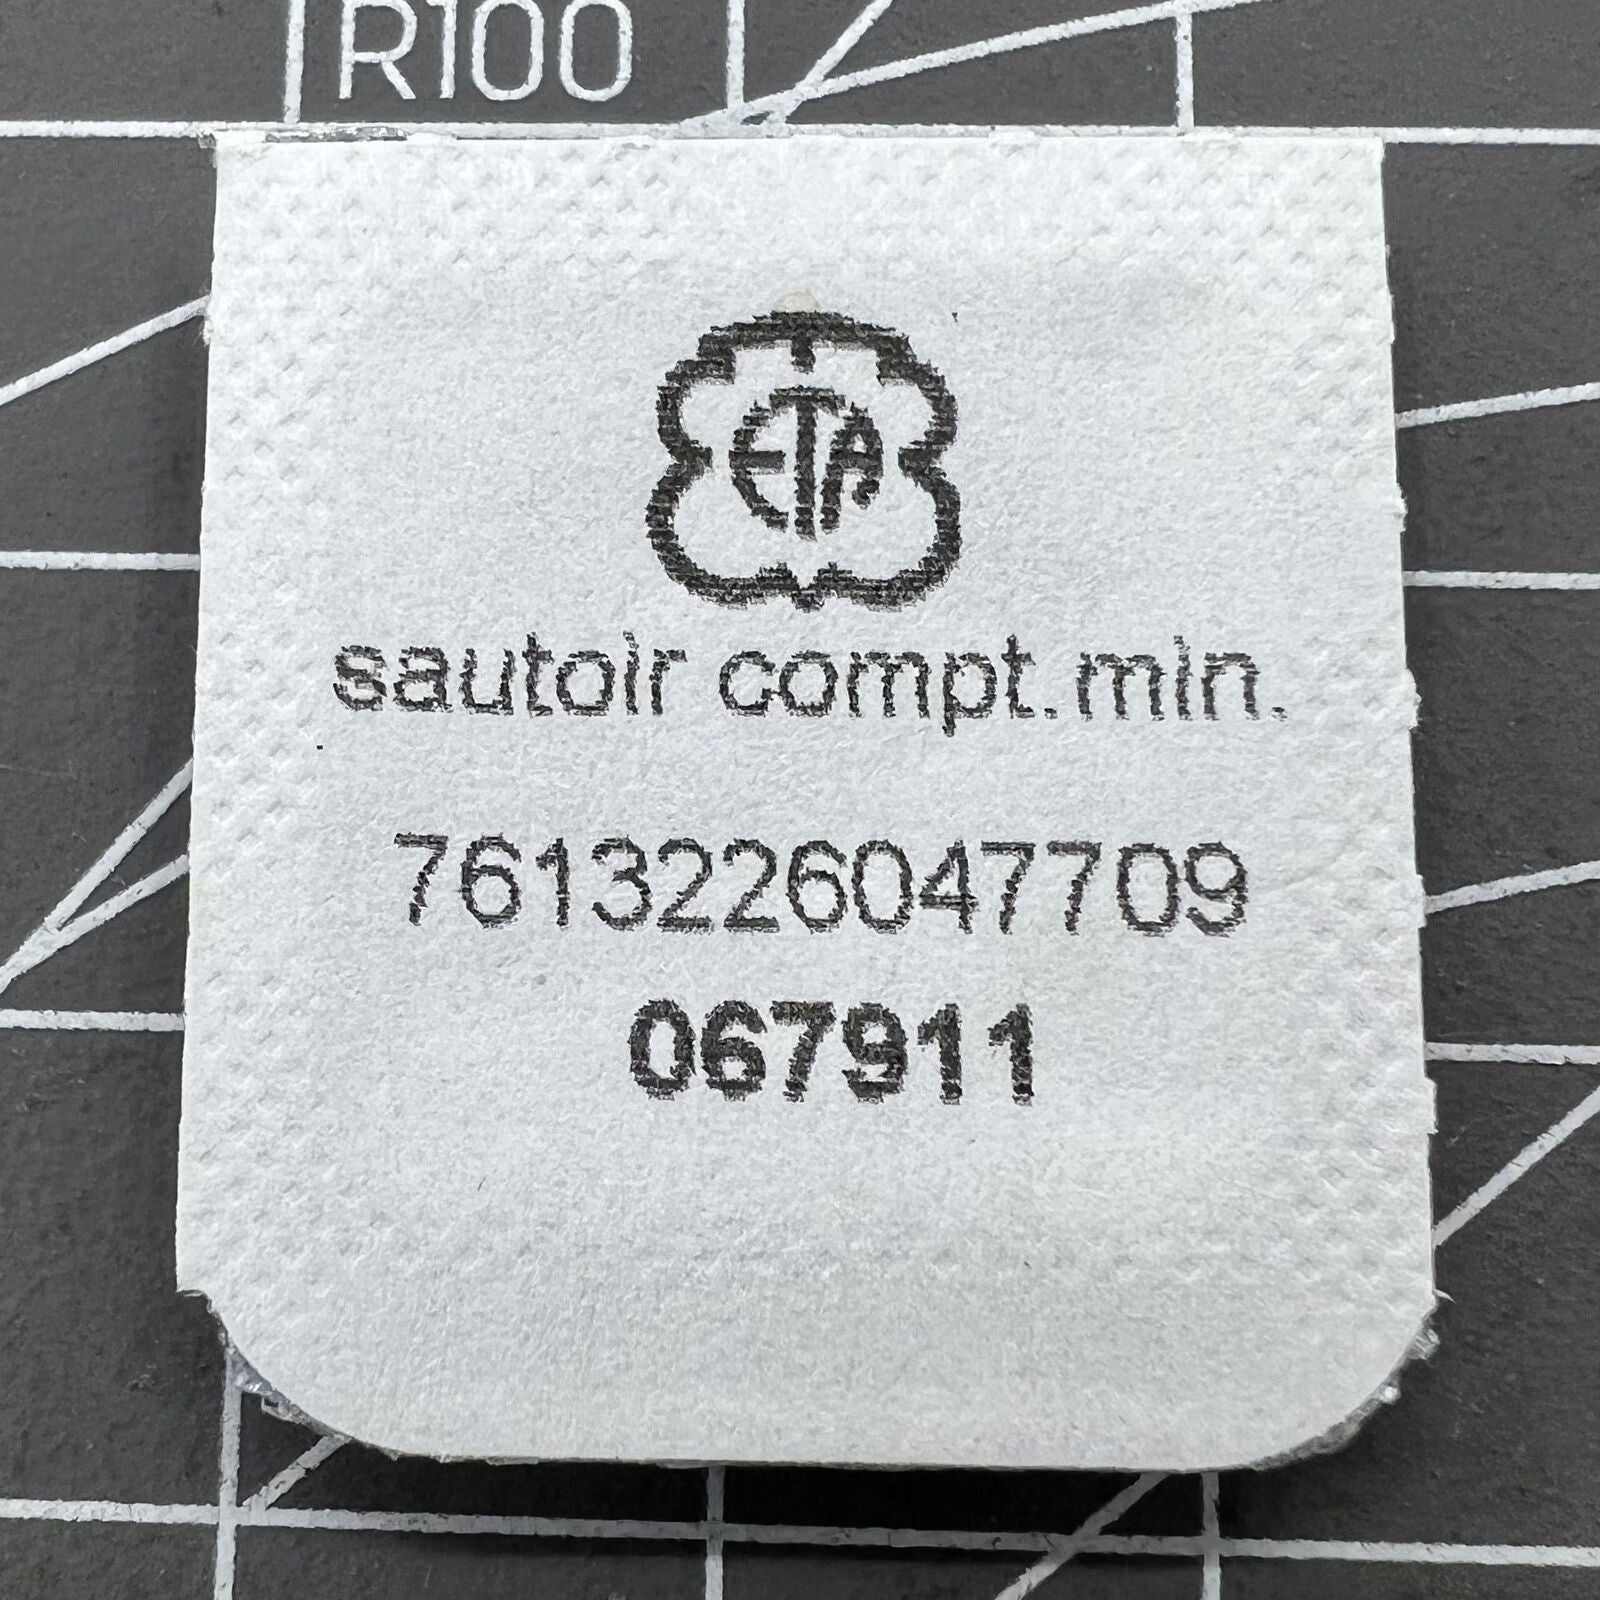 R100
ETA
sautoir compt.min.
7613226047709
067911